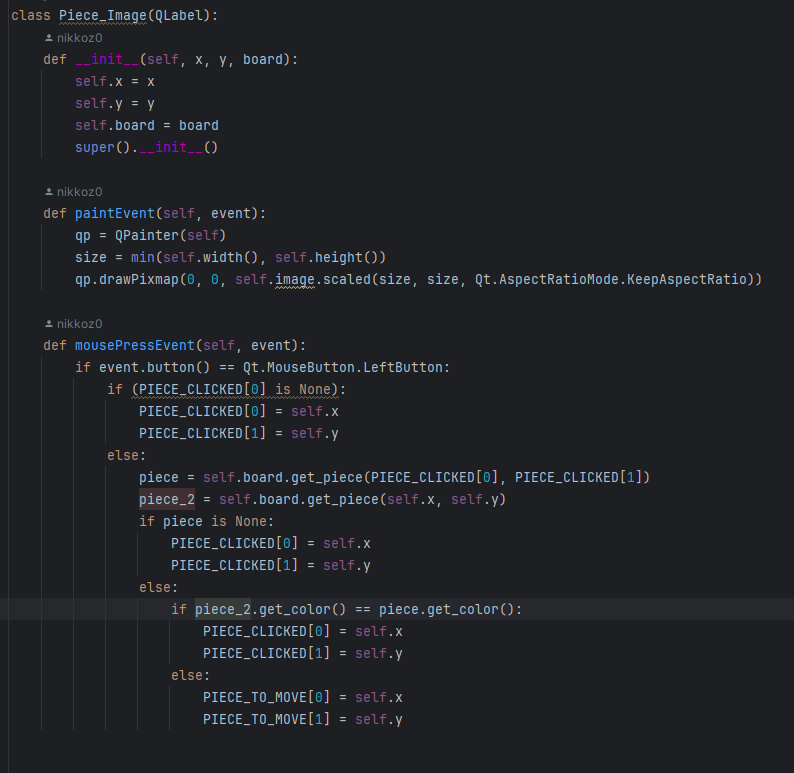 class Piece_Image(QLabel):
nikkoz0
    def __init__(self, x, y, board):
        self.x = x
        self.y = y
        self.board = board
        super().__init__()
nikkoz0
    def paintEvent(self, event):
        qp = QPainter(self)
        size = min(self.width(), self.height())
        qp.drawPixmap(0, 0, self.image.scaled(size, size, Qt.AspectRatioMode.KeepAspectRatio))
nikkoz0
    def mousePressEvent(self, event):
        if event.button() == Qt.MouseButton.LeftButton:
            if (PIECE_CLICKED[0] is None):
                PIECE_CLICKED[0] = self.x
                PIECE_CLICKED[1] = self.y
            else:
                piece = self.board.get_piece(PIECE_CLICKED[0], PIECE_CLICKED[1])
                piece_2 = self.board.get_piece(self.x, self.y)
                if piece is None:
                    PIECE_CLICKED[0] = self.x
                    PIECE_CLICKED[1] = self.y
                else:
                    if piece_2.get_color() == piece.get_color():
                        PIECE_CLICKED[0] = self.x
                        PIECE_CLICKED[1] = self.y
                    else:
                        PIECE_TO_MOVE[0] = self.x
                        PIECE_TO_MOVE[1] = self.y